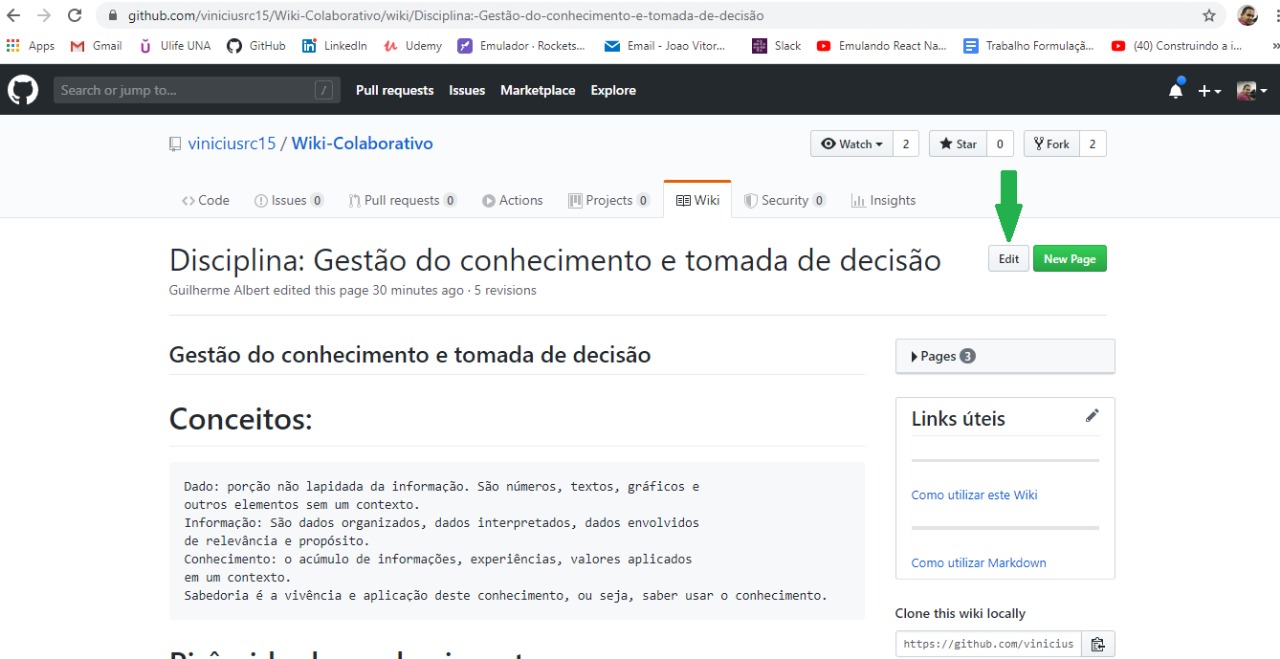 github.com/viniciusrc15/Wiki-Colaborativo/wiki/Disciplina:-Gestão-do-conhecimento-e-tomada-de-decisão
Apps Gmail Ulife UNA GitHub LinkedIn Udemy Emulador · Rockets... Email - Joao Vitor... Slack Emulando React Na... Trabalho Formulaçã... (40) Construindo a i... »
Search or jump to... / Pull requests Issues Marketplace Explore
viniciusrc15 / Wiki-Colaborativo Watch 2 Star 0 Fork 2
Code Issues 0 Pull requests 0 Actions Projects 0 Wiki Security 0 Insights
Disciplina: Gestão do conhecimento e tomada de decisão Edit New Page
Guilherme Albert edited this page 30 minutes ago · 5 revisions
Gestão do conhecimento e tomada de decisão
Conceitos:
Dado: porção não lapidada da informação. São números, textos, gráficos e
outros elementos sem um contexto.
Informação: São dados organizados, dados interpretados, dados envolvidos
de relevância e propósito.
Conhecimento: o acúmulo de informações, experiências, valores aplicados
em um contexto.
Sabedoria é a vivência e aplicação deste conhecimento, ou seja, saber usar o conhecimento.
Pages 3
Links úteis
Como utilizar este Wiki
Como utilizar Markdown
Clone this wiki locally
https://github.com/vinicius